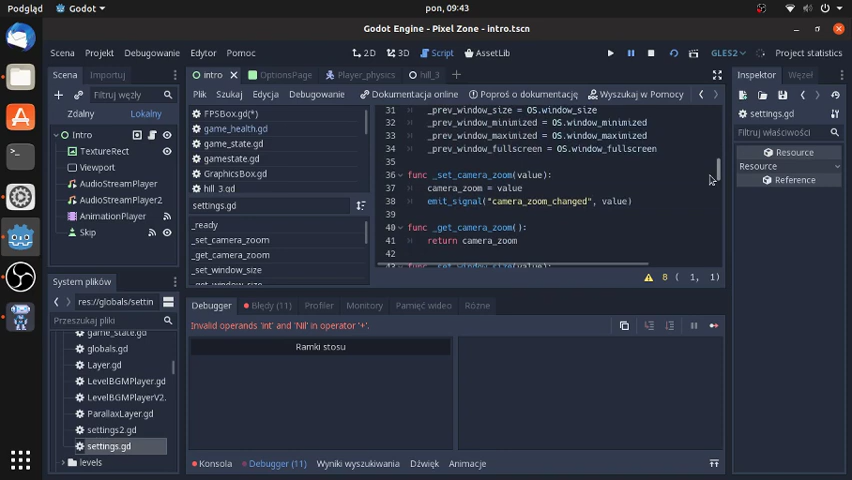 Podgląd Godot pon, 09:43
Godot Engine - Pixel Zone - intro.tscn
Scena Projekt Debugowanie Edytor Pomoc 2D 3D Script AssetLib GLES2 Project statistics
Scena Importuj intro OptionsPage Player_physics hill_3 Inspektor Węzeł
Filtruj węzły Plik Szukaj Edycja Debugowanie Dokumentacja online Poproś o dokumentację Wyszukaj w Pomocy
Zdalny Lokalny FPSBox.gd(*) 31 _prev_window_size = OS.window_size settings.gd
Intro game_health.gd 32 _prev_window_minimized = OS.window_minimized Filtruj właściwości
TextureRect game_state.gd 33 _prev_window_maximized = OS.window_maximized Resource
Viewport gamestate.gd 34 _prev_window_fullscreen = OS.window_fullscreen Resource
AudioStreamPlayer GraphicsBox.gd 35 Reference
AudioStreamPlayer2 hill_3.gd 36 func _set_camera_zoom(value):
AnimationPlayer settings.gd 37 camera_zoom = value
Skip _ready 38 emit_signal("camera_zoom_changed", value)
_set_camera_zoom 39
_get_camera_zoom 40 func _get_camera_zoom():
_set_window_size 41 return camera_zoom
42
System plików 8 ( 1, 1)
res://globals/settin Debugger Błędy (11) Profiler Monitory Pamięć wideo Różne
Przeszukaj pliki Invalid operands 'int' and 'Nil' in operator '+'.
game_state.gd Ramki stosu
globals.gd
Layer.gd
LevelBGMPlayer.gd
LevelBGMPlayerV2.
ParallaxLayer.gd
settings2.gd
settings.gd
levels Konsola Debugger (11) Wyniki wyszukiwania Dźwięk Animacje